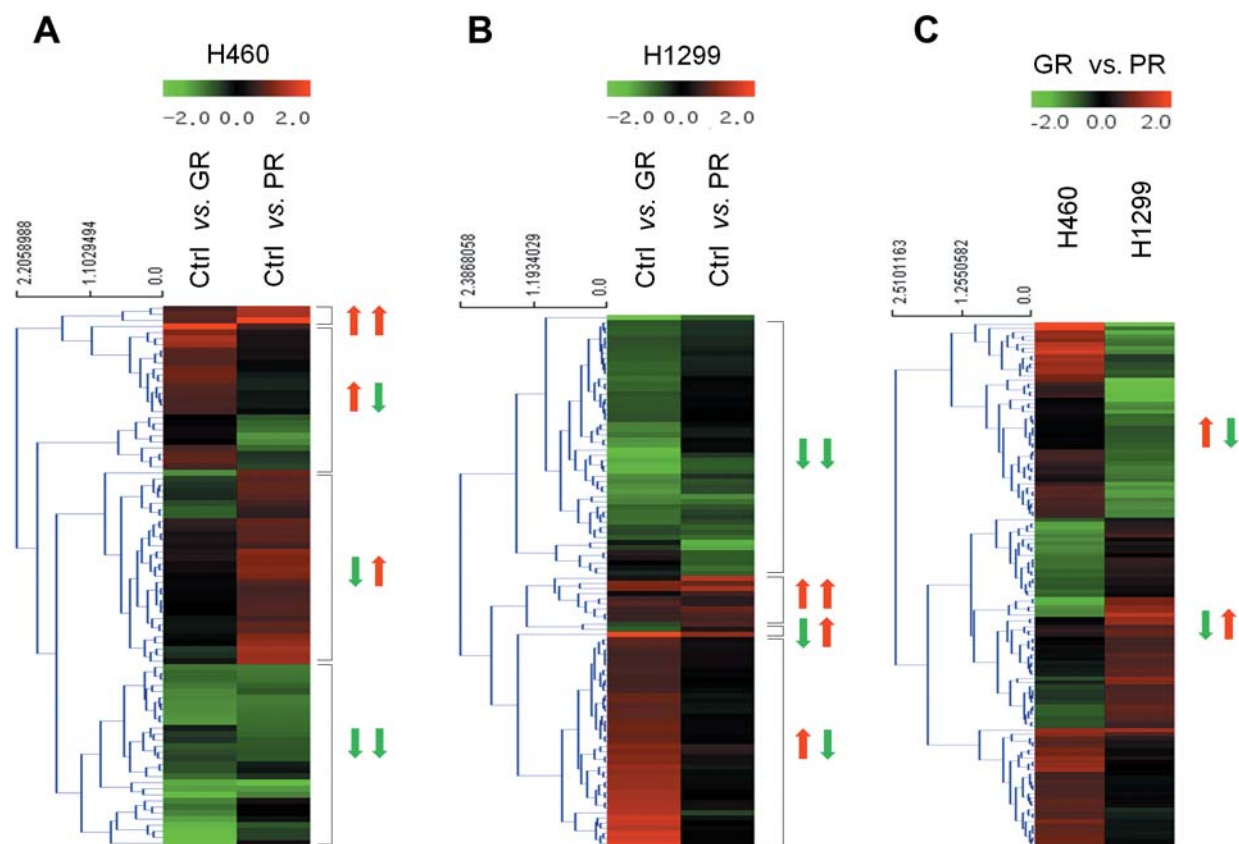 A
H460
-2.0 0.0 2.0
Ctrl vs. GR
Ctrl vs. PR
2.2058988
1.1029494
0.0
B
H1299
-2.0 0.0 2.0
Ctrl vs. GR
Ctrl vs. PR
2.3868058
1.1934029
0.0
C
GR vs. PR
-2.0 0.0 2.0
H460
H1299
2.5101163
1.2550582
0.0